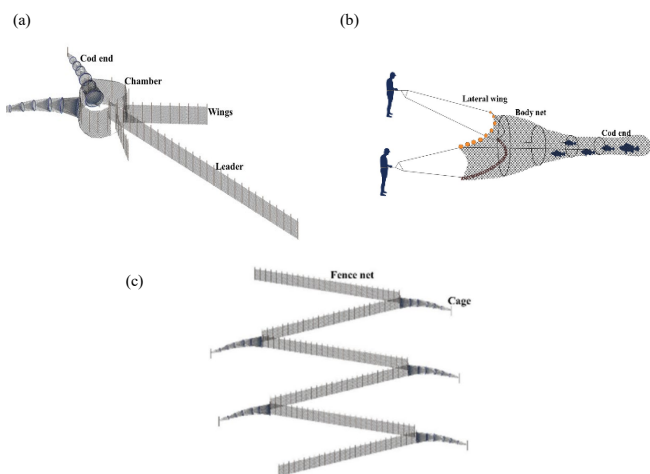 (a)
Cod end
Chamber
Wings
Leader
(b)
Lateral wing
Body net
Cod end
(c)
Fence net
Cage